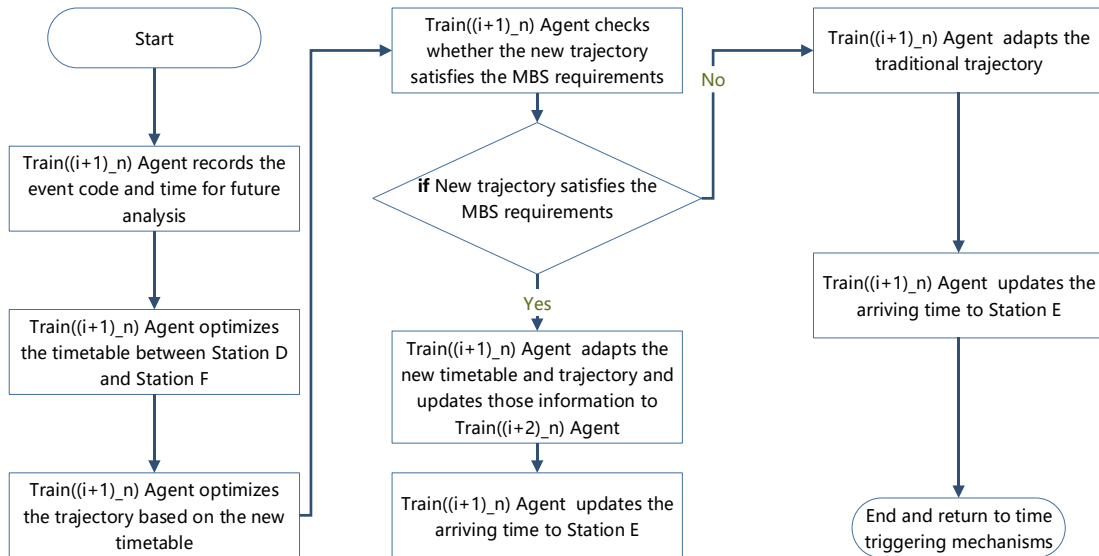 Start
Train((i+1)_n) Agent records the
event code and time for future
analysis
Train((i+1)_n) Agent optimizes
the timetable between Station D
and Station F
Train((i+1)_n) Agent optimizes
the trajectory based on the new
timetable
Train((i+1)_n) Agent checks
whether the new trajectory
satisfies the MBS requirements
if New trajectory satisfies the
MBS requirements
No
Yes
Train((i+1)_n) Agent  adapts the
new timetable and trajectory and
updates those information to
Train((i+2)_n) Agent
Train((i+1)_n) Agent  updates the
arriving time to Station E
Train((i+1)_n) Agent  adapts the
traditional trajectory
Train((i+1)_n) Agent  updates the
arriving time to Station E
End and return to time
triggering mechanisms